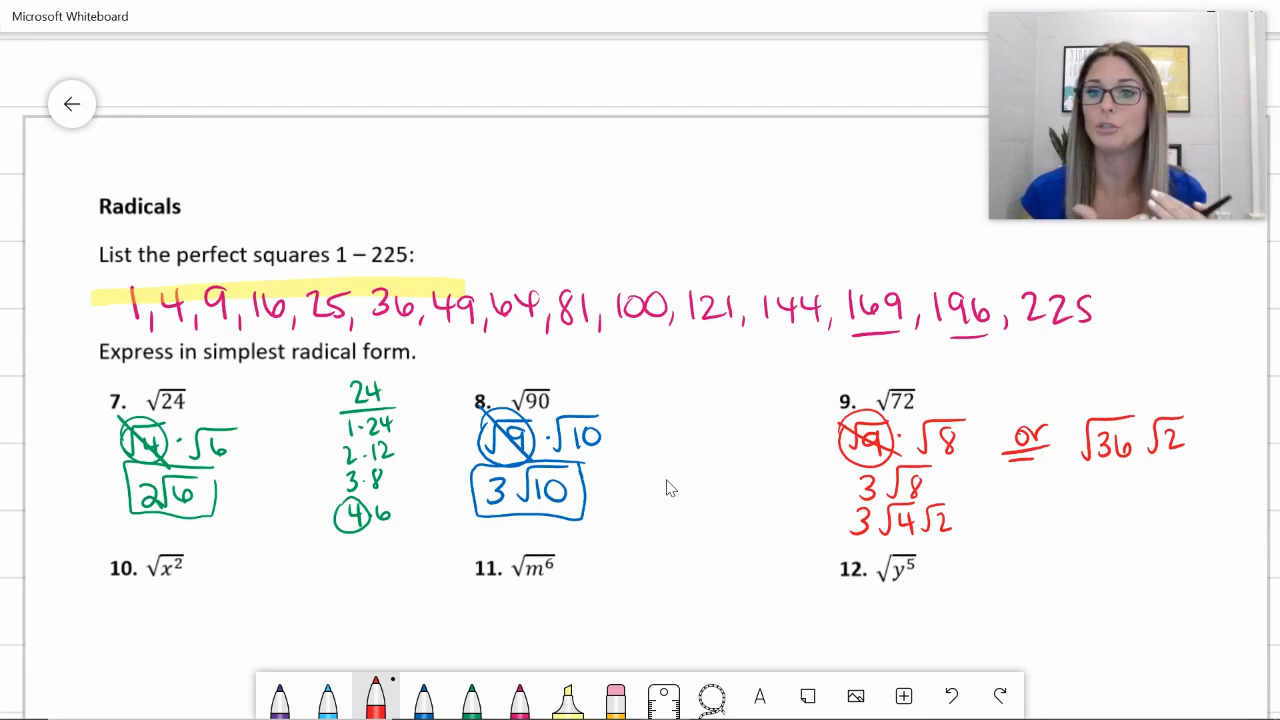 Microsoft Whiteboard
Radicals
List the perfect squares 1 – 225:
1, 4, 9, 16, 25, 36, 49, 64, 81, 100, 121, 144, 169, 196, 225
Express in simplest radical form.
7. √24
√4 · √6
2√6
24
1·24
2·12
3·8
4 6
8. √90
√9 · √10
3√10
9. √72
√9 · √8 or √36 √2
3√8
3√4√2
10. √x²
11. √m⁶
12. √y⁵
A